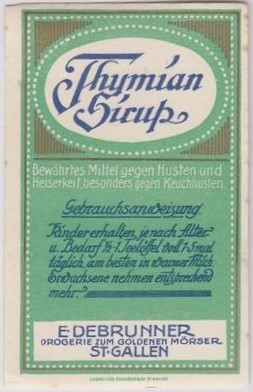 Thymian
Sirup
Bewährtes Mittel gegen Husten und
Heiserkeit, besonders gegen Keuchhusten.
Gebrauchsanweisung.
Kinder erhalten, je nach Alter
u. Bedarf ½-1 Teelöffel voll 1-5 mal
täglich, am besten in warmer Milch.
Erwachsene nehmen entsprechend
mehr.
E. DEBRUNNER
DROGERIE ZUM GOLDENEN MÖRSER
ST. GALLEN